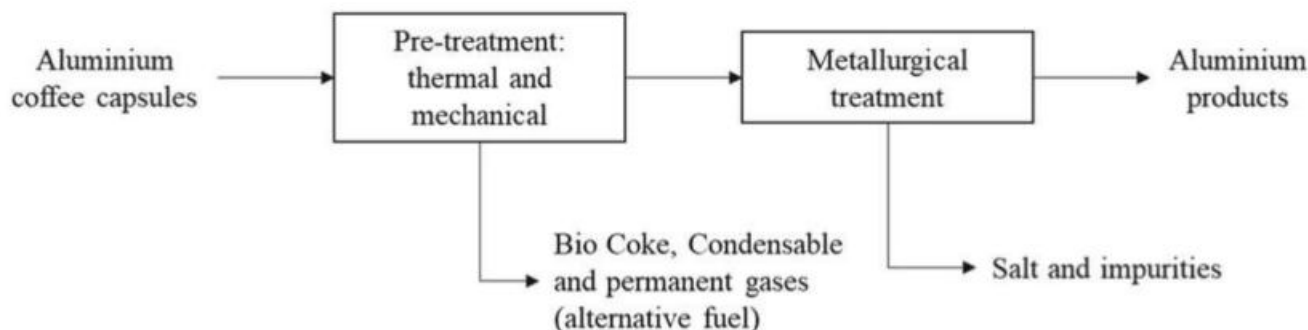 Aluminium
coffee capsules
Pre-treatment:
thermal and
mechanical
Metallurgical
treatment
Aluminium
products
Bio Coke, Condensable
and permanent gases
(alternative fuel)
Salt and impurities